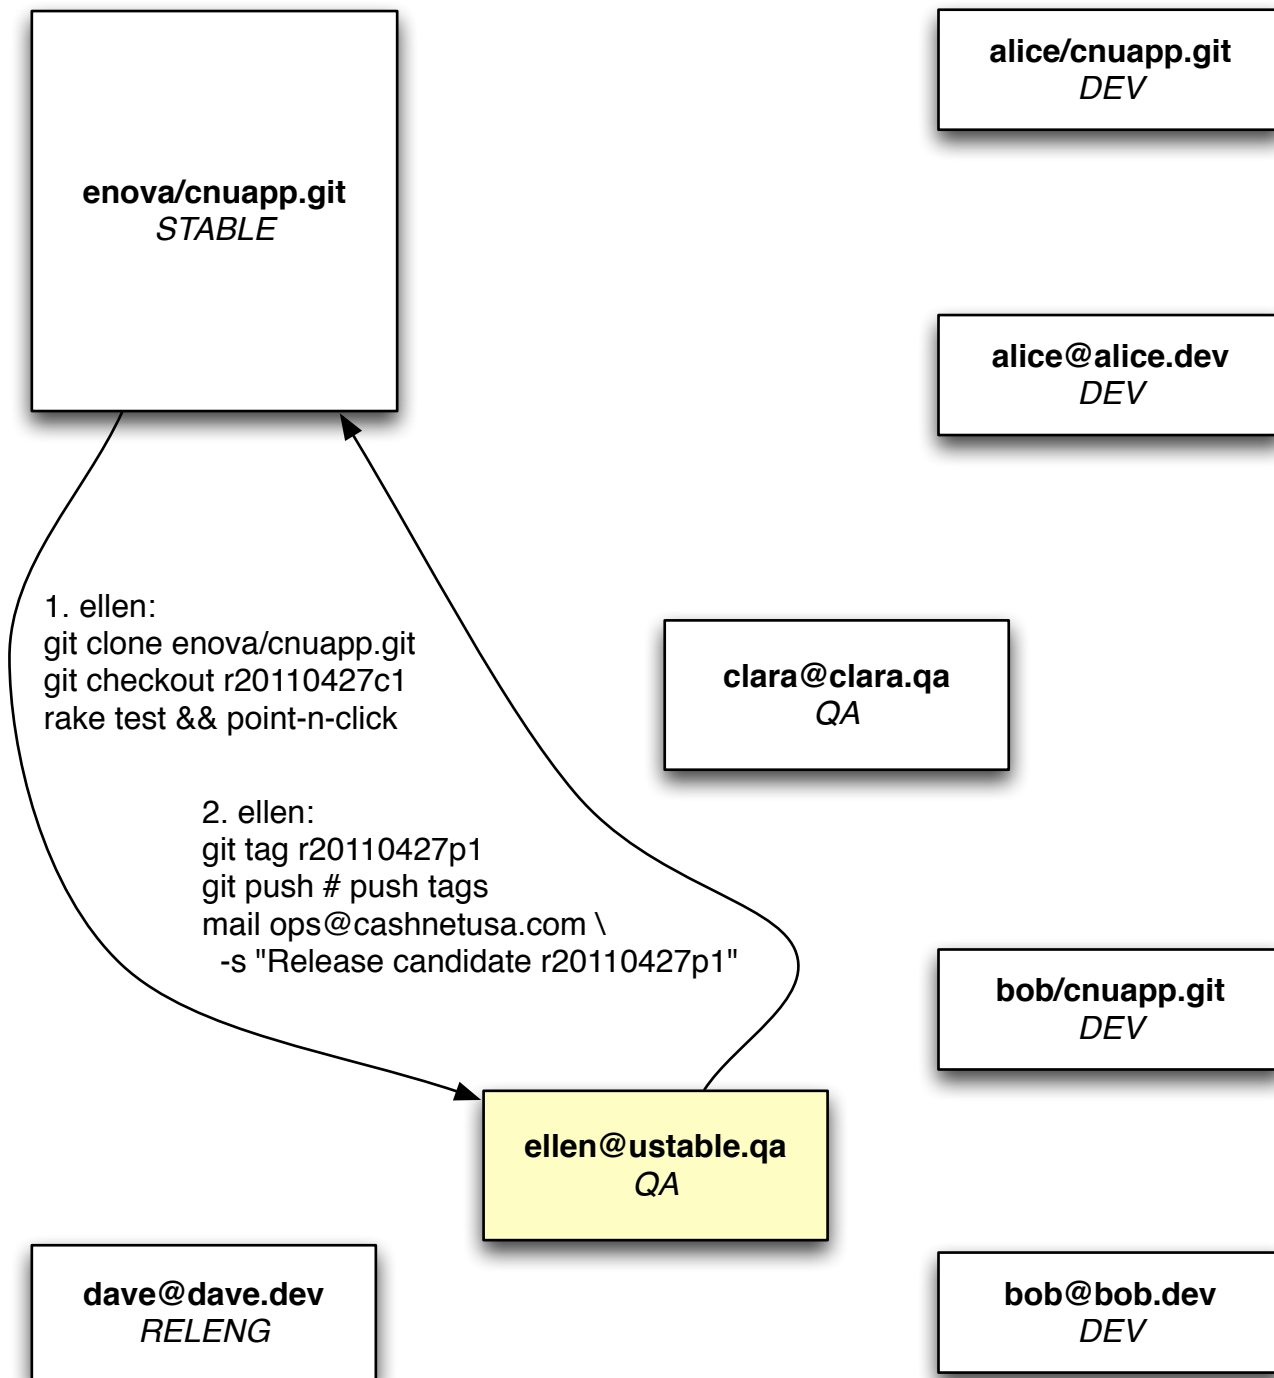 enova/cnuapp.git
STABLE
alice/cnuapp.git
DEV
alice@alice.dev
DEV
1. ellen:
git clone enova/cnuapp.git
git checkout r20110427c1
rake test && point-n-click
clara@clara.qa
QA
2. ellen:
git tag r20110427p1
git push # push tags
mail ops@cashnetusa.com \
-s "Release candidate r20110427p1"
bob/cnuapp.git
DEV
ellen@ustable.qa
QA
dave@dave.dev
RELENG
bob@bob.dev
DEV